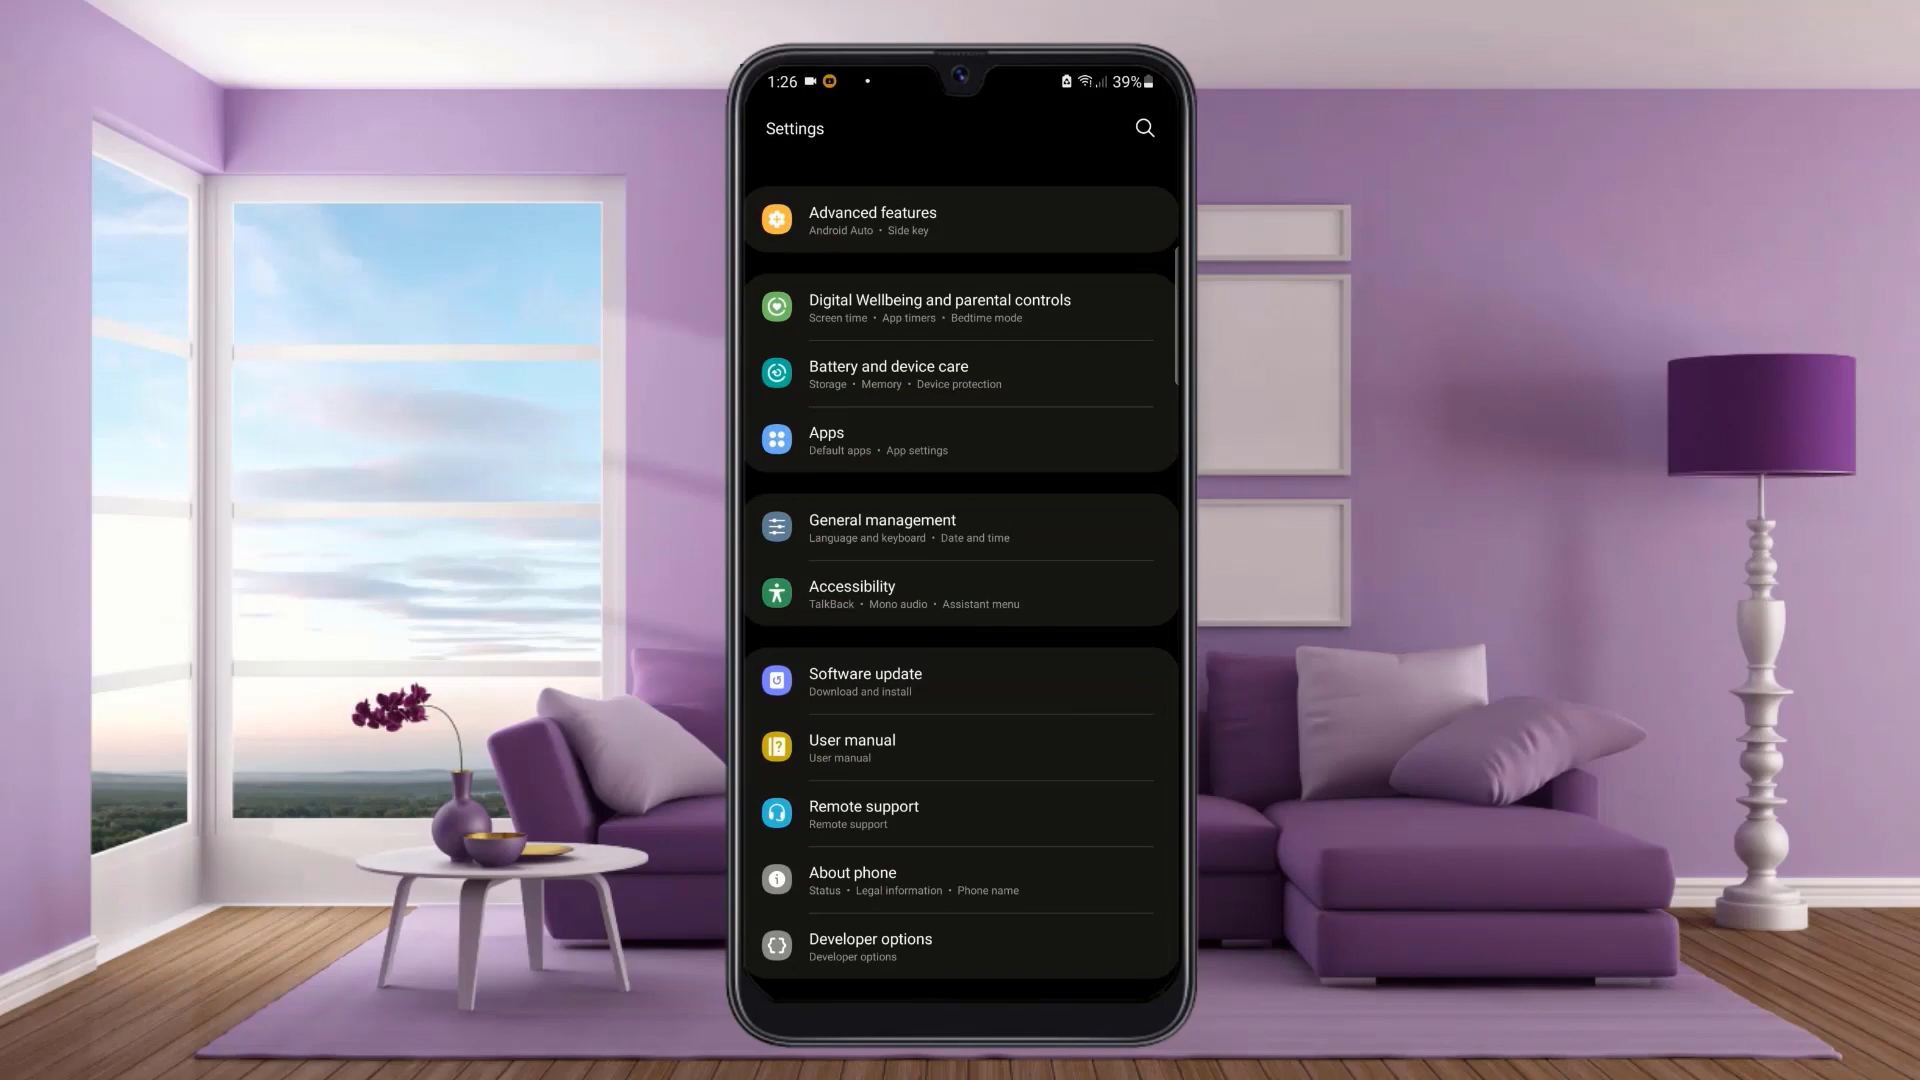 1:26
39%
Settings
Advanced features
Android Auto • Side key
Digital Wellbeing and parental controls
Screen time • App timers • Bedtime mode
Battery and device care
Storage • Memory • Device protection
Apps
Default apps • App settings
General management
Language and keyboard • Date and time
Accessibility
TalkBack • Mono audio • Assistant menu
Software update
Download and install
User manual
User manual
Remote support
Remote support
About phone
Status • Legal information • Phone name
Developer options
Developer options